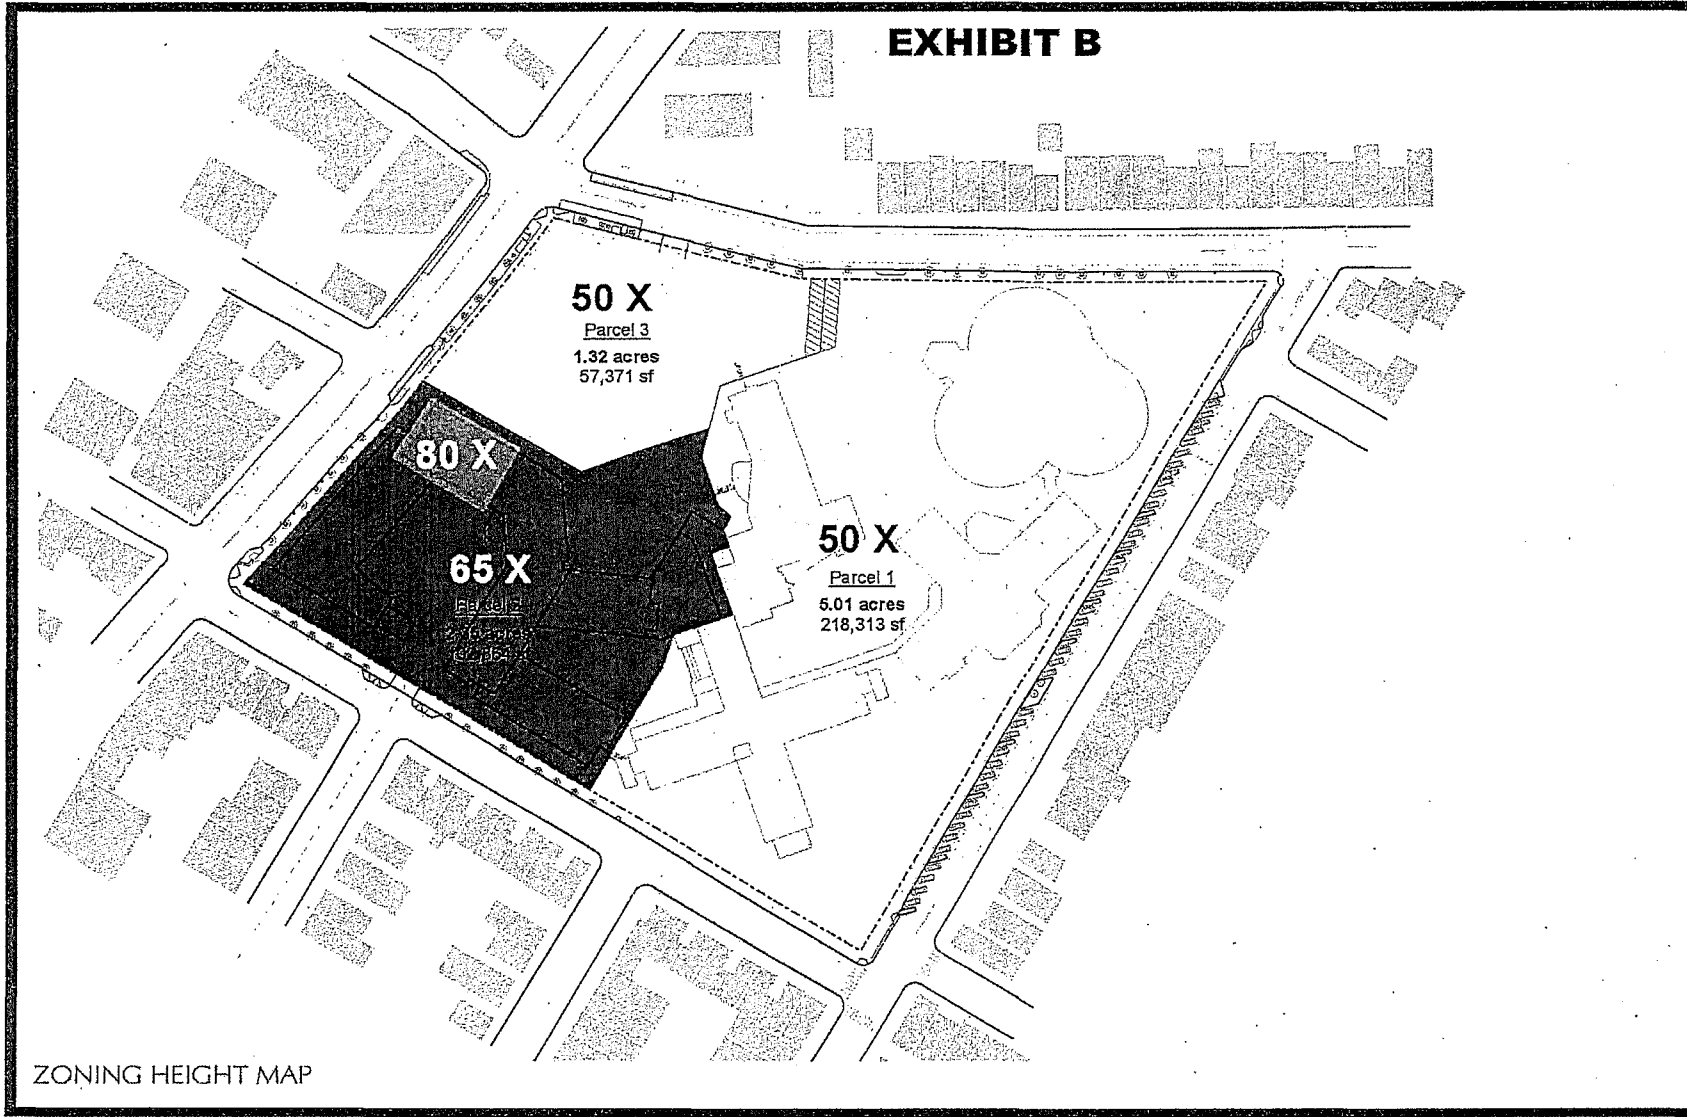 EXHIBIT B
50 X
Parcel 3
1.32 acres
57,371 sf
80 X
65 X
50 X
Parcel 1
5.01 acres
218,313 sf
ZONING HEIGHT MAP